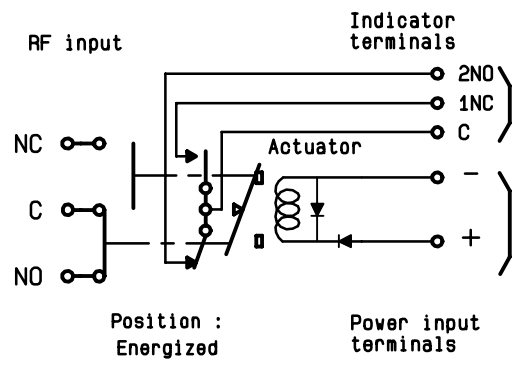 Indicator
terminals
RF input
2NO
1NC
C
Actuator
NC
C
NO
−
+
Position :
Energized
Power input
terminals